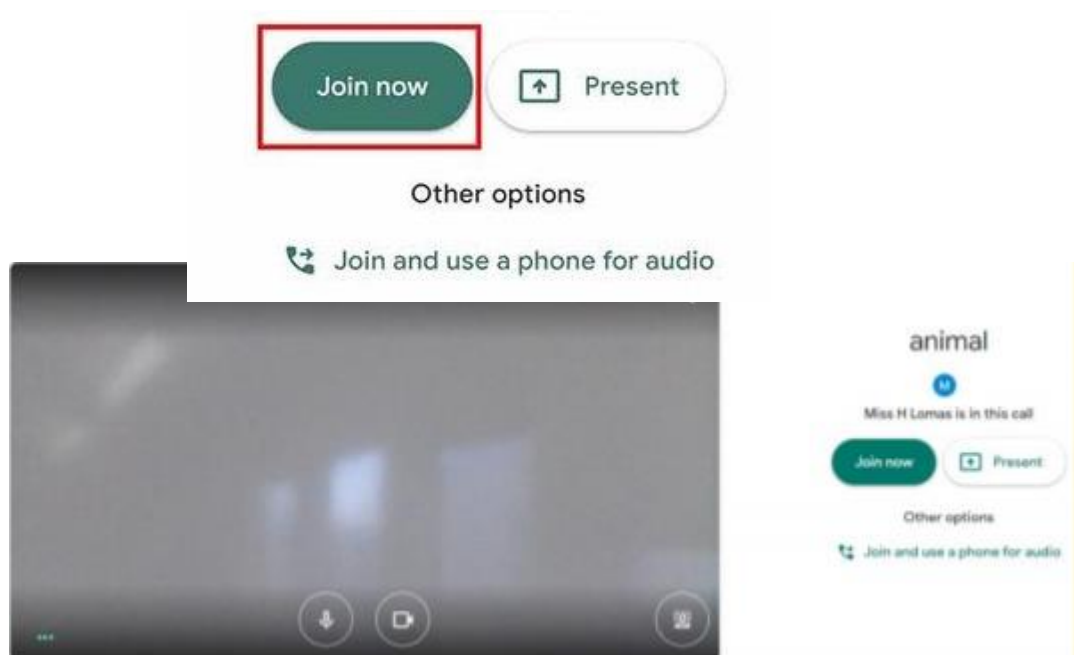 Join now
Present
Other options
Join and use a phone for audio
animal
M
Miss H Lomas is in this call
Join now
Present
Other options
Join and use a phone for audio